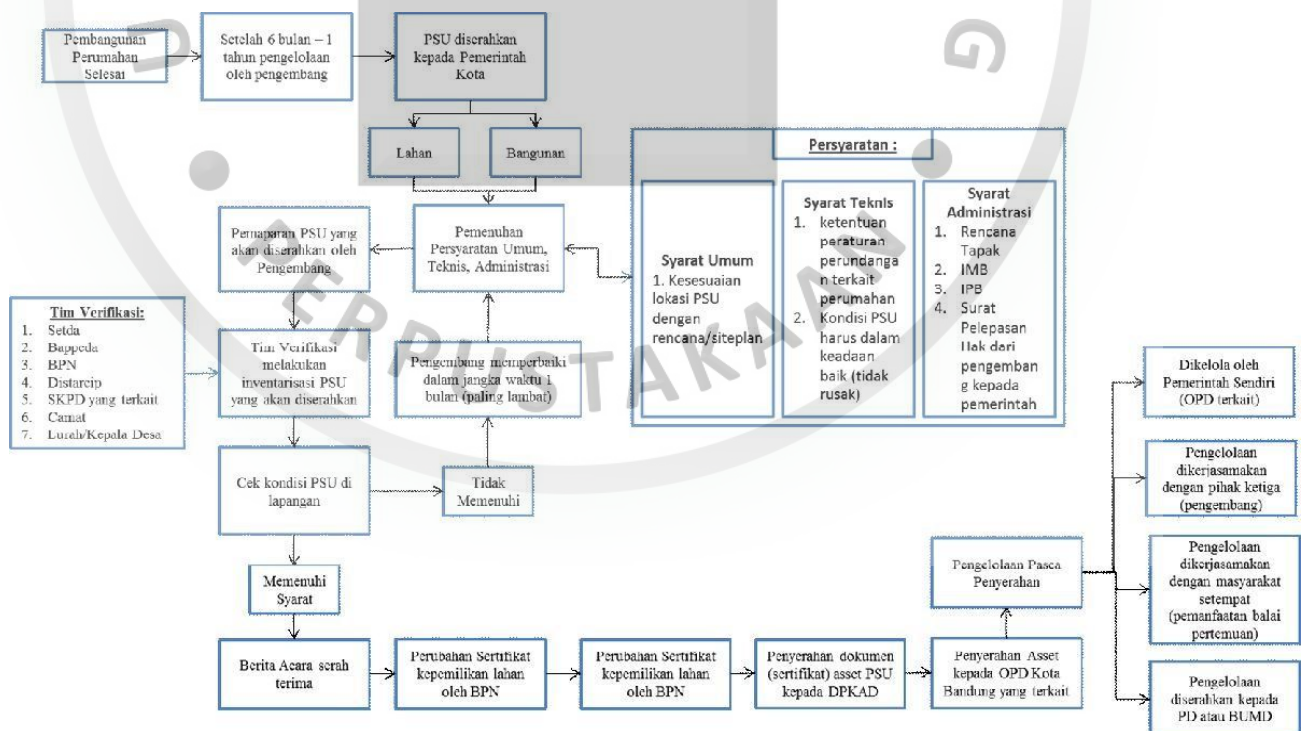 Pembangunan
Perumahan
Selesai
Setelah 6 bulan – 1
tahun pengelolaan
oleh pengembang
PSU diserahkan
kepada Pemerintah
Kota
Lahan
Bangunan
Persyaratan :
Syarat Umum
1. Kesesuaian
lokasi PSU
dengan
rencana/siteplan
Syarat Teknis
1. ketentuan
peraturan
perundanga
n terkait
perumahan
2. Kondisi PSU
harus dalam
keadaan
baik (tidak
rusak)
Syarat
Administrasi
1. Rencana
Tapak
2. IMB
3. IPB
4. Surat
Pelepasan
Hak dari
pengemban
g kepada
pemerintah
Pemaparan PSU yang
akan diserahkan oleh
Pengembang
Pemenuhan
Persyaratan Umum,
Teknis, Administrasi
Tim Verifikasi:
1. Setda
2. Bappeda
3. BPN
4. Distarcip
5. SKPD yang terkait
6. Camat
7. Lurah/Kepala Desa
Tim Verifikasi
melakukan
inventarisasi PSU
yang akan diserahkan
Pengembang memperbaiki
dalam jangka waktu 1
bulan (paling lambat)
Cek kondisi PSU di
lapangan
Tidak
Memenuhi
Memenuhi
Syarat
Berita Acara serah
terima
Perubahan Sertifikat
kepemilikan lahan
oleh BPN
Perubahan Sertifikat
kepemilikan lahan
oleh BPN
Penyerahan dokumen
(sertifikat) asset PSU
kepada DPKAD
Penyerahan Asset
kepada OPD Kota
Bandung yang terkait
Pengelolaan Pasca
Penyerahan
Dikelola oleh
Pemerintah Sendiri
(OPD terkait)
Pengelolaan
dikerjasamakan
dengan pihak ketiga
(pengembang)
Pengelolaan
dikerjasamakan
dengan masyarakat
setempat
(pemanfaatan balai
pertemuan)
Pengelolaan
diserahkan kepada
PD atau BUMD
PERPUSTAKAAN
G